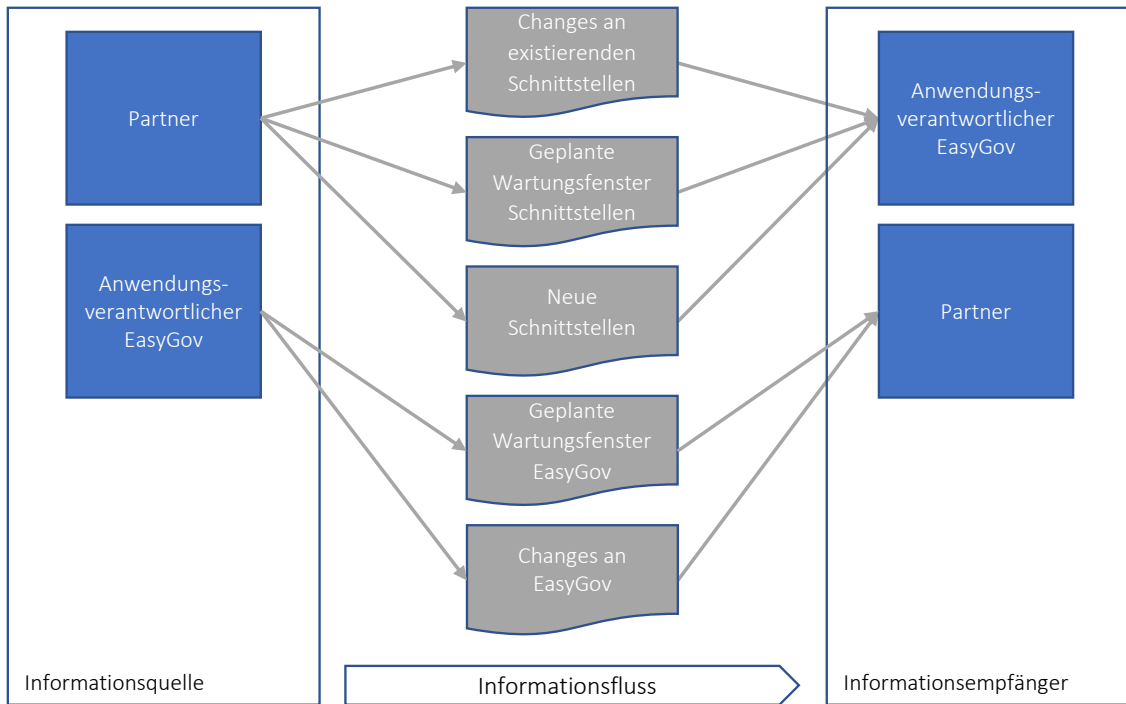 Partner
Anwendungs-
verantwortlicher
EasyGov
Informationsquelle
Changes an
existierenden
Schnittstellen
Geplante
Wartungsfenster
Schnittstellen
Neue
Schnittstellen
Geplante
Wartungsfenster
EasyGov
Changes an
EasyGov
Informationsfluss
Anwendungs-
verantwortlicher
EasyGov
Partner
Informationsempfänger